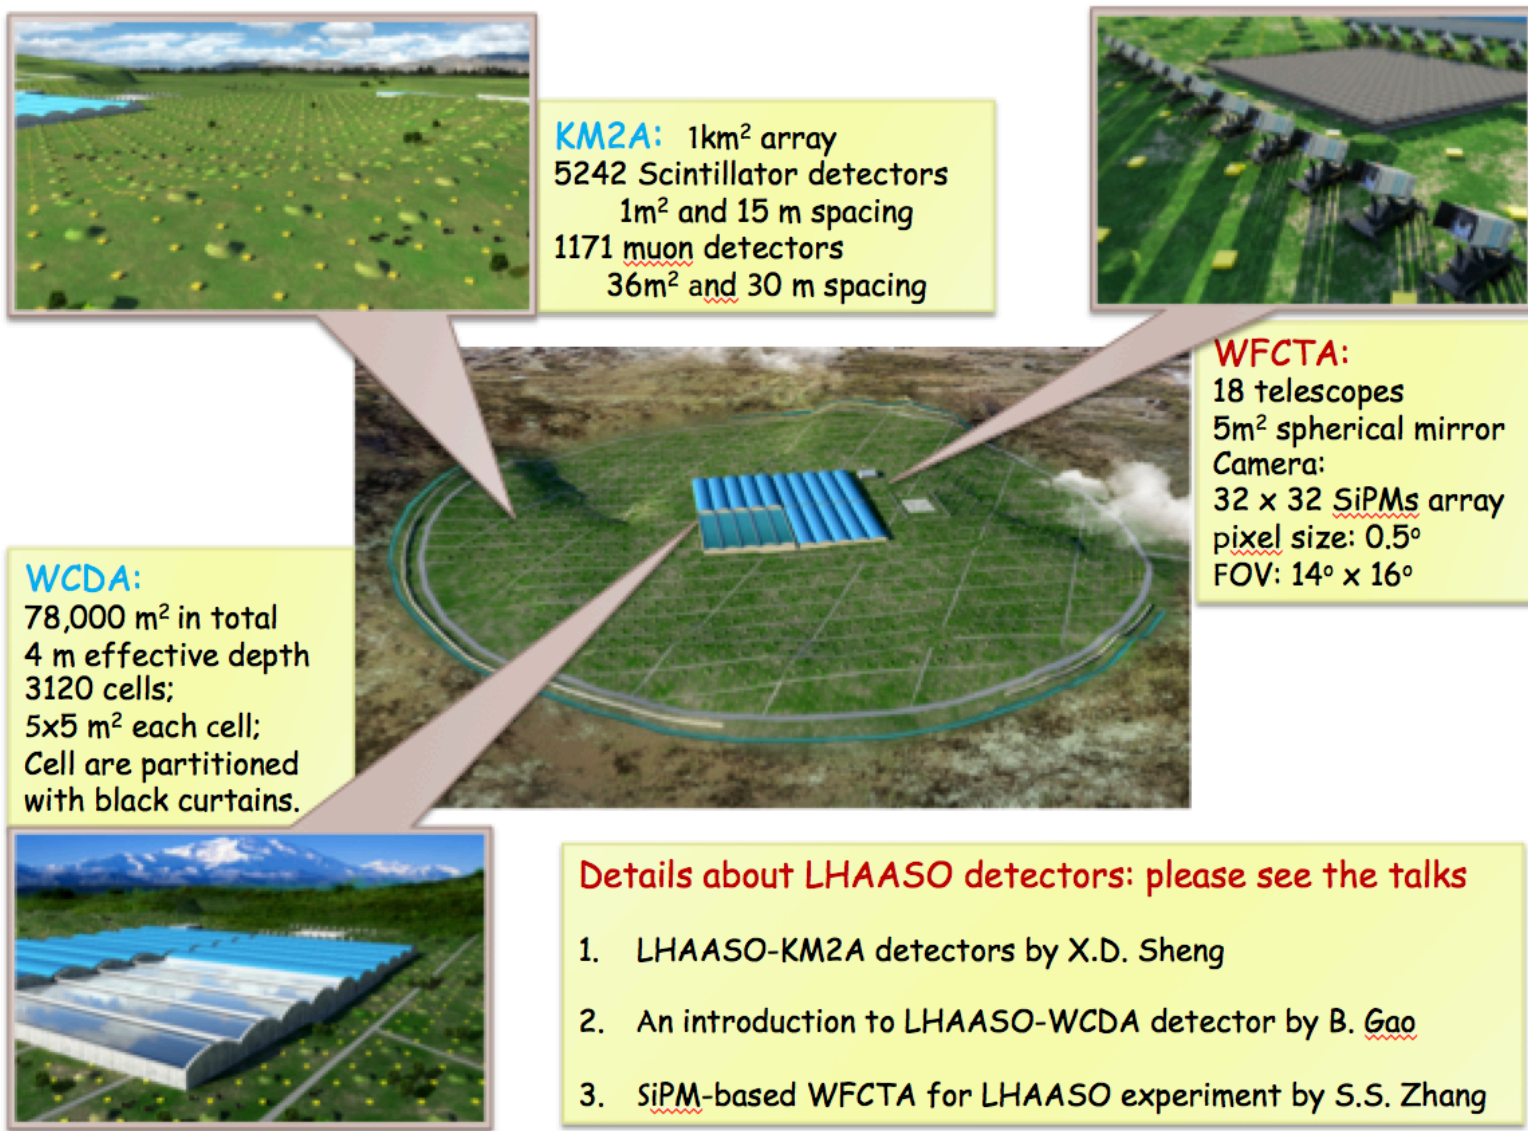 KM2A: 1km² array
5242 Scintillator detectors
1m² and 15 m spacing
1171 muon detectors
36m² and 30 m spacing
WFCTA:
18 telescopes
5m² spherical mirror
Camera:
32 x 32 SiPMs array
pixel size: 0.5º
FOV: 14º x 16º
WCDA:
78,000 m² in total
4 m effective depth
3120 cells;
5x5 m² each cell;
Cell are partitioned
with black curtains.
Details about LHAASO detectors: please see the talks
1. LHAASO-KM2A detectors by X.D. Sheng
2. An introduction to LHAASO-WCDA detector by B. Gao
3. SiPM-based WFCTA for LHAASO experiment by S.S. Zhang